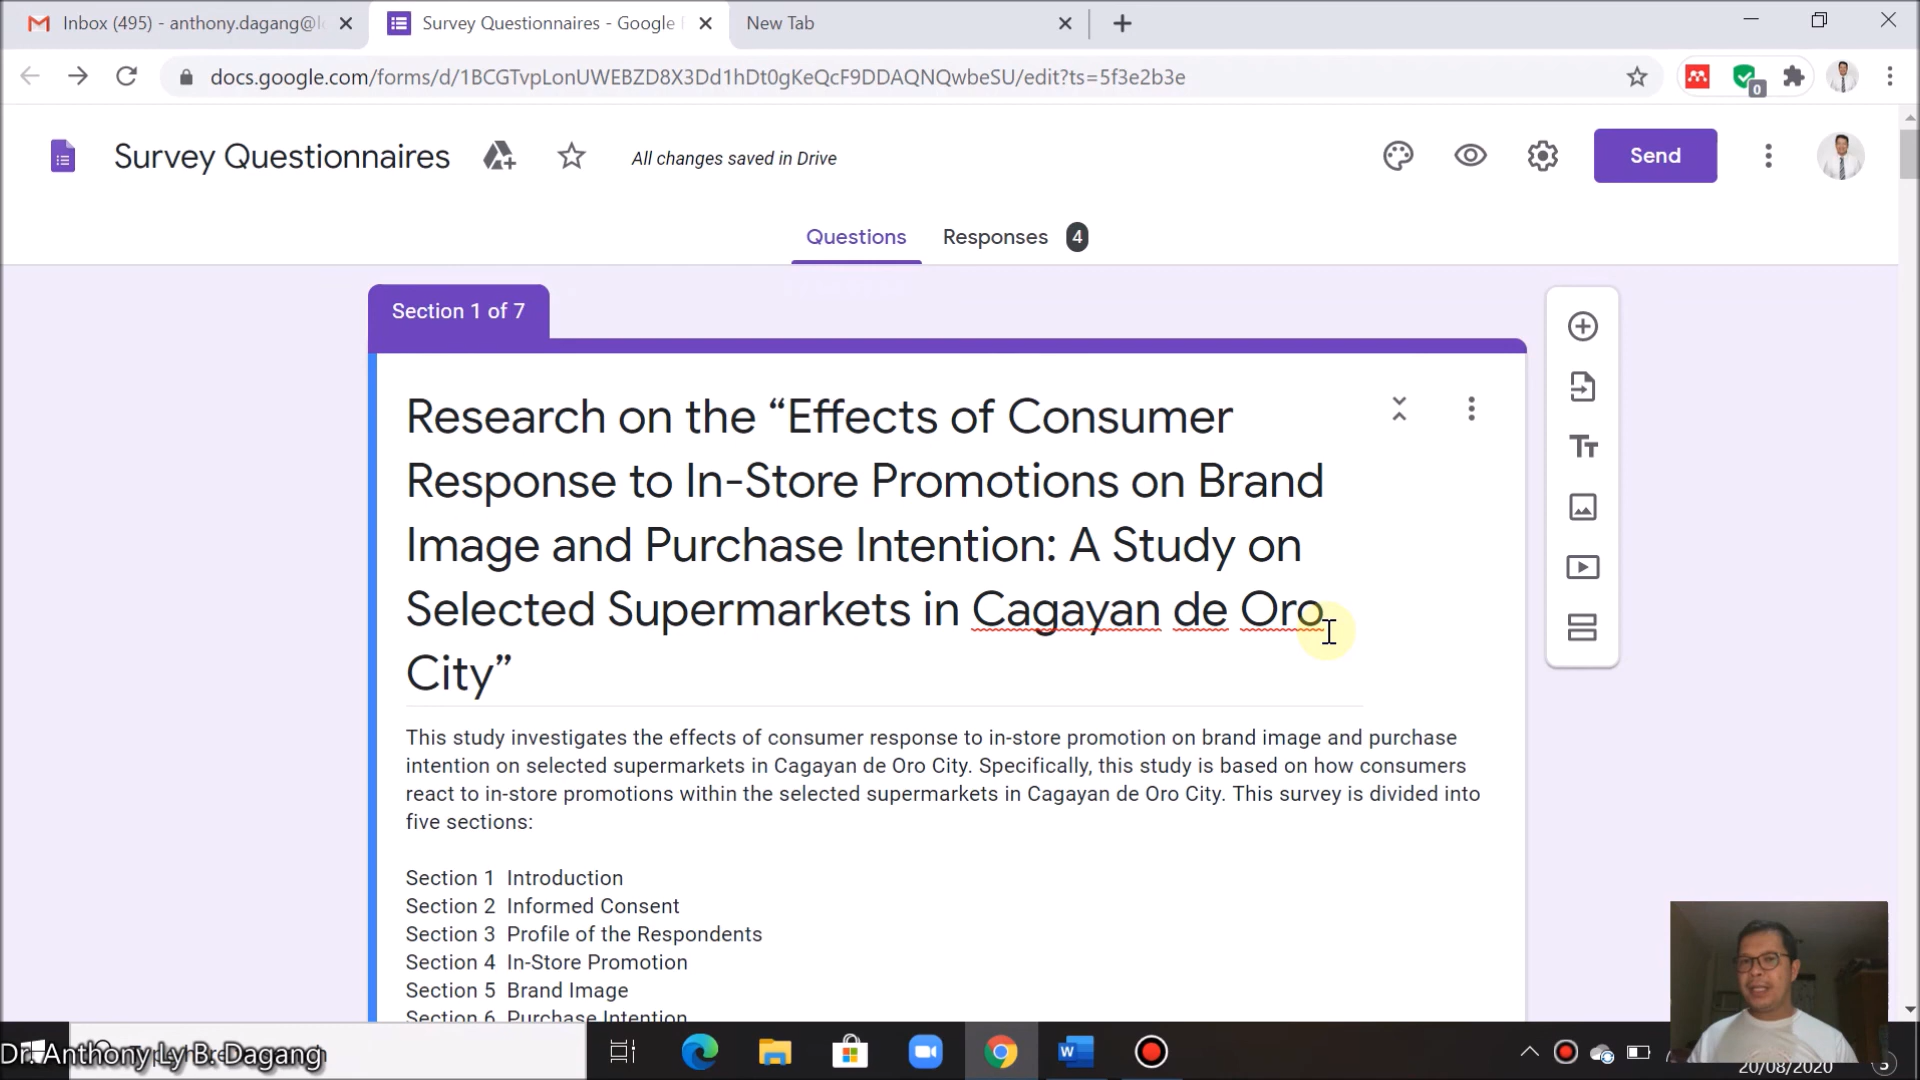 Inbox (495) - anthony.dagang@l
Survey Questionnaires - Google
New Tab
docs.google.com/forms/d/1BCGTvpLonUWEBZD8X3Dd1hDt0gKeQcF9DDAQNQwbeSU/edit?ts=5f3e2b3e
0
Survey Questionnaires
All changes saved in Drive
Send
Questions
Responses 4
Section 1 of 7
Research on the “Effects of Consumer
Response to In-Store Promotions on Brand
Image and Purchase Intention: A Study on
Selected Supermarkets in Cagayan de Oro
City”
This study investigates the effects of consumer response to in-store promotion on brand image and purchase
intention on selected supermarkets in Cagayan de Oro City. Specifically, this study is based on how consumers
react to in-store promotions within the selected supermarkets in Cagayan de Oro City. This survey is divided into
five sections:
Section 1 Introduction
Section 2 Informed Consent
Section 3 Profile of the Respondents
Section 4 In-Store Promotion
Section 5 Brand Image
Section 6 Purchase Intention
Dr. Anthony Ly B. Dagang
20/08/2020